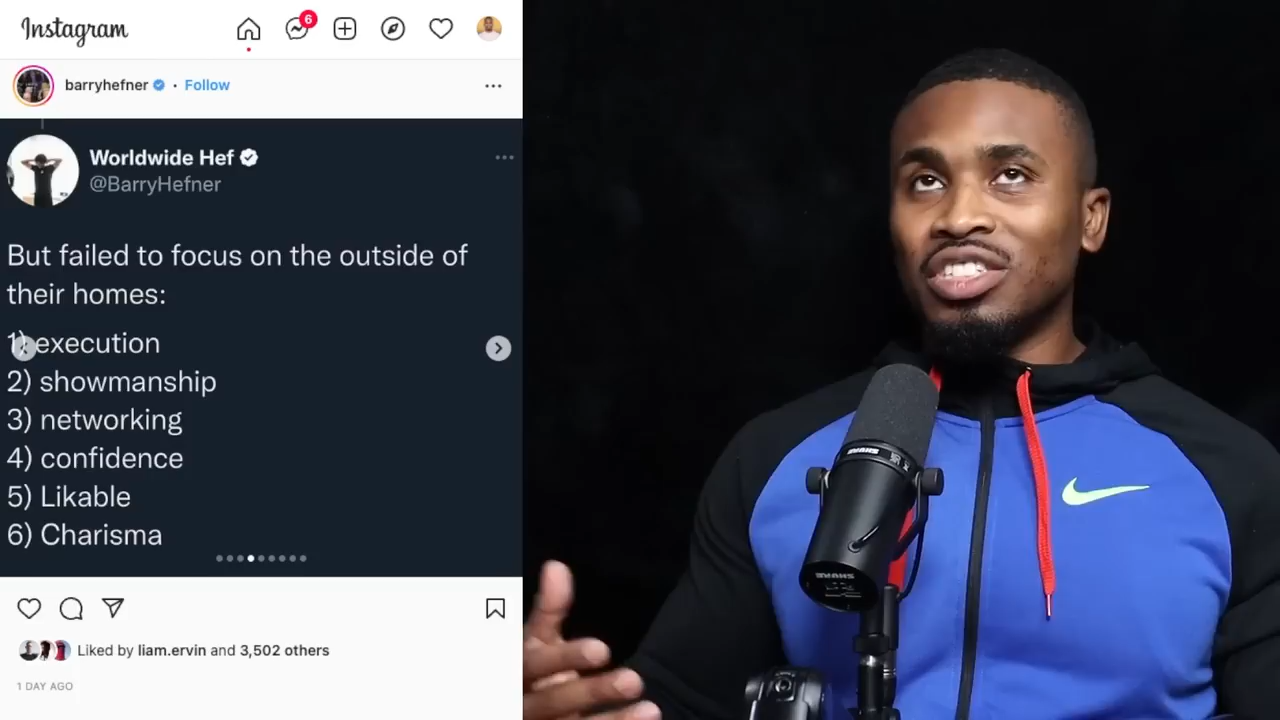 Instagram
6
barryhefner • Follow
Worldwide Hef
@BarryHefner
But failed to focus on the outside of
their homes:
1) execution
2) showmanship
3) networking
4) confidence
5) Likable
6) Charisma
Liked by liam.ervin and 3,502 others
1 DAY AGO
SHURE
SHURE